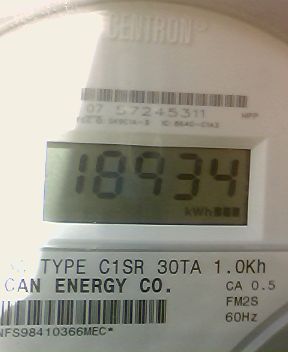 CENTRON
07 57245311 MPP
18934
kWh
TYPE C1SR 30TA 1.0Kh
CAN ENERGY CO. CA 0.5
FM2S
NFS98410366MEC* 60Hz